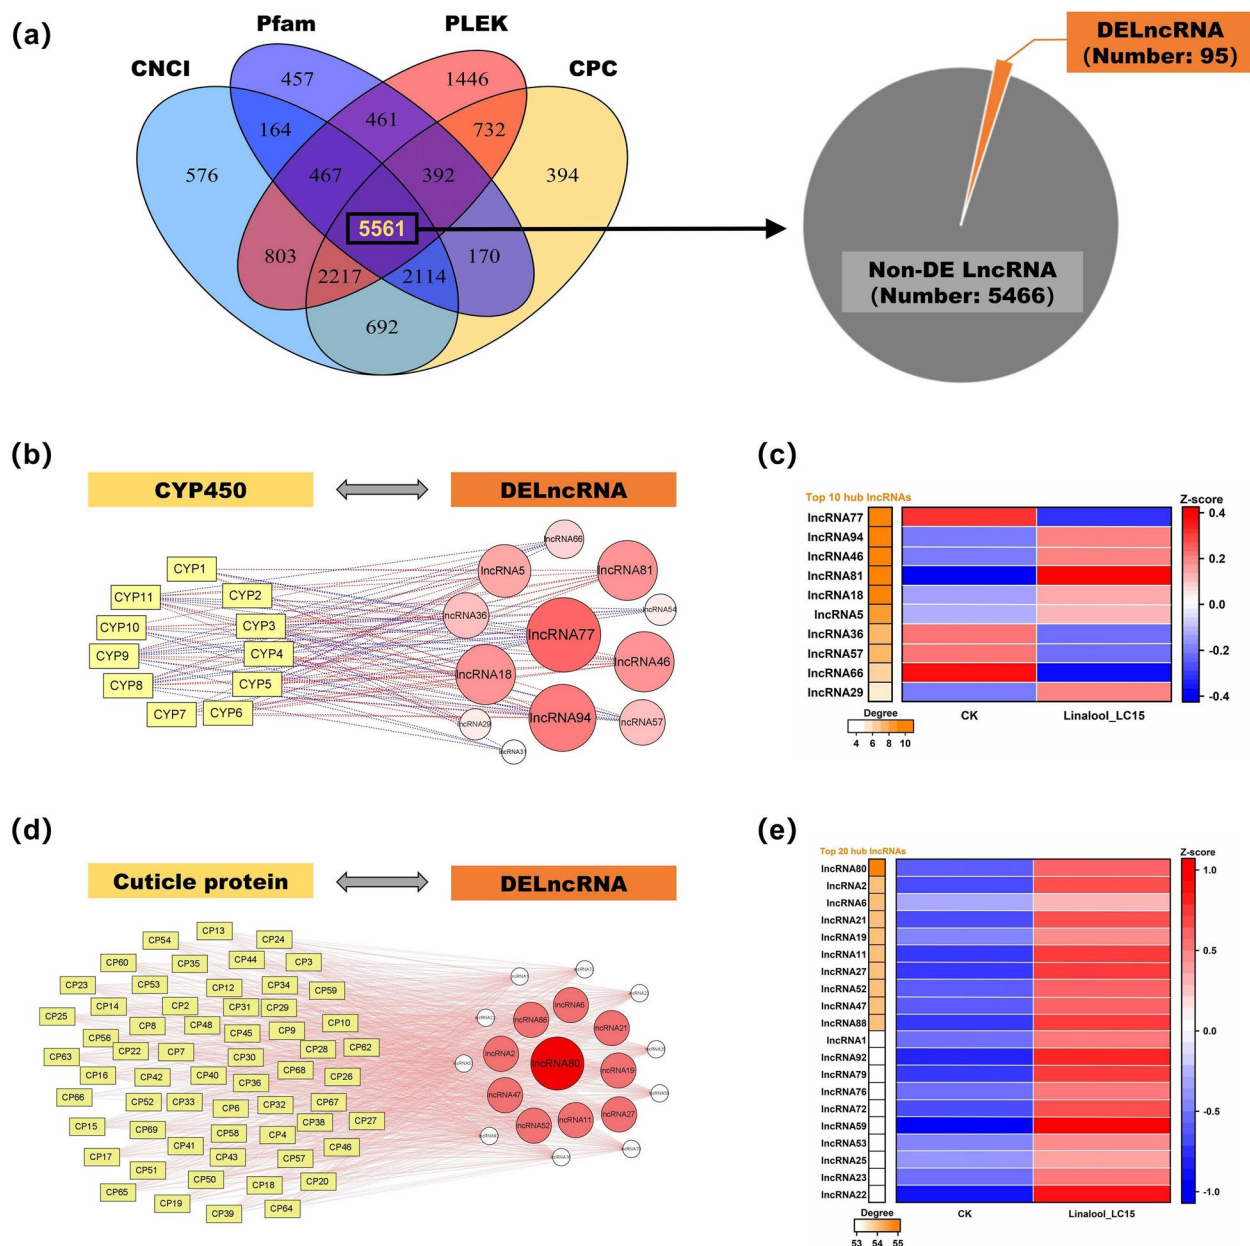 (a)
Pfam
PLEK
CNCI
CPC
457
1446
164
461
732
576
467
392
394
5561
803
2217
2114
170
692
DELncRNA
(Number: 95)
Non-DE LncRNA
(Number: 5466)
(b)
CYP450
DELncRNA
CYP1
CYP11
CYP2
CYP10
CYP3
CYP9
CYP4
CYP8
CYP5
CYP7
CYP6
lncRNA66
lncRNA5
lncRNA81
lncRNA36
lncRNA54
lncRNA77
lncRNA18
lncRNA46
lncRNA29
lncRNA94
lncRNA57
lncRNA31
(c)
Top 10 hub lncRNAs
Z-score
lncRNA77
lncRNA94
lncRNA46
lncRNA81
lncRNA18
lncRNA5
lncRNA36
lncRNA57
lncRNA66
lncRNA29
0.4
0.2
0.0
-0.2
-0.4
CK
Linalool_LC15
Degree
4 6 8 10
(d)
Cuticle protein
DELncRNA
CP13
CP54
CP24
CP60
CP35
CP44
CP3
CP23
CP53
CP12
CP34
CP59
CP14
CP2
CP31
CP29
CP25
CP8
CP48
CP45
CP9
CP10
CP56
CP63
CP22
CP7
CP30
CP28
CP62
CP16
CP42
CP40
CP36
CP68
CP26
CP66
CP52
CP33
CP6
CP32
CP67
CP15
CP69
CP58
CP4
CP38
CP27
CP41
CP46
CP17
CP51
CP43
CP57
CP65
CP50
CP18
CP20
CP19
CP39
CP64
lncRNA6
lncRNA88
lncRNA21
lncRNA2
lncRNA80
lncRNA19
lncRNA47
lncRNA27
lncRNA52
lncRNA11
(e)
Top 20 hub lncRNAs
Z-score
lncRNA80
lncRNA2
lncRNA6
lncRNA21
lncRNA19
lncRNA11
lncRNA27
lncRNA52
lncRNA47
lncRNA88
lncRNA1
lncRNA92
lncRNA79
lncRNA76
lncRNA72
lncRNA59
lncRNA53
lncRNA25
lncRNA23
lncRNA22
1.0
0.5
0.0
-0.5
-1.0
CK
Linalool_LC15
Degree
53 54 55